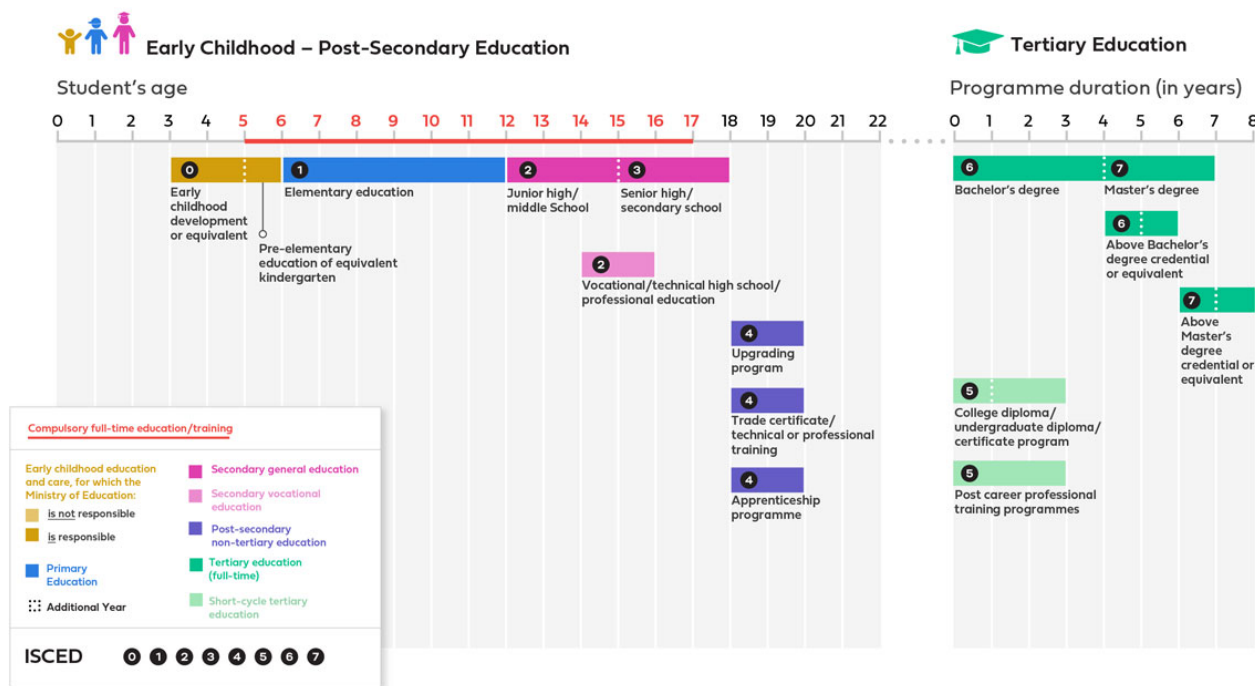 Early Childhood – Post-Secondary Education
Student's age
0 1 2 3 4 5 6 7 8 9 10 11 12 13 14 15 16 17 18 19 20 21 22
0
Early
childhood
development
or equivalent
Pre-elementary
education of equivalent
kindergarten
1
Elementary education
2
Junior high/
middle School
3
Senior high/
secondary school
2
Vocational/technical high school/
professional education
4
Upgrading
program
4
Trade certificate/
technical or professional
training
4
Apprenticeship
programme
Tertiary Education
Programme duration (in years)
0 1 2 3 4 5 6 7 8
6
Bachelor's degree
7
Master's degree
6
Above Bachelor's
degree credential
or equivalent
7
Above
Master's
degree
credential or
equivalent
5
College diploma/
undergraduate diploma/
certificate program
5
Post career professional
training programmes
Compulsory full-time education/training
Early childhood education
and care, for which the
Ministry of Education:
is not responsible
is responsible
Primary
Education
Additional Year
Secondary general education
Secondary vocational
education
Post-secondary
non-tertiary education
Tertiary education
(full-time)
Short-cycle tertiary
education
ISCED 0 1 2 3 4 5 6 7